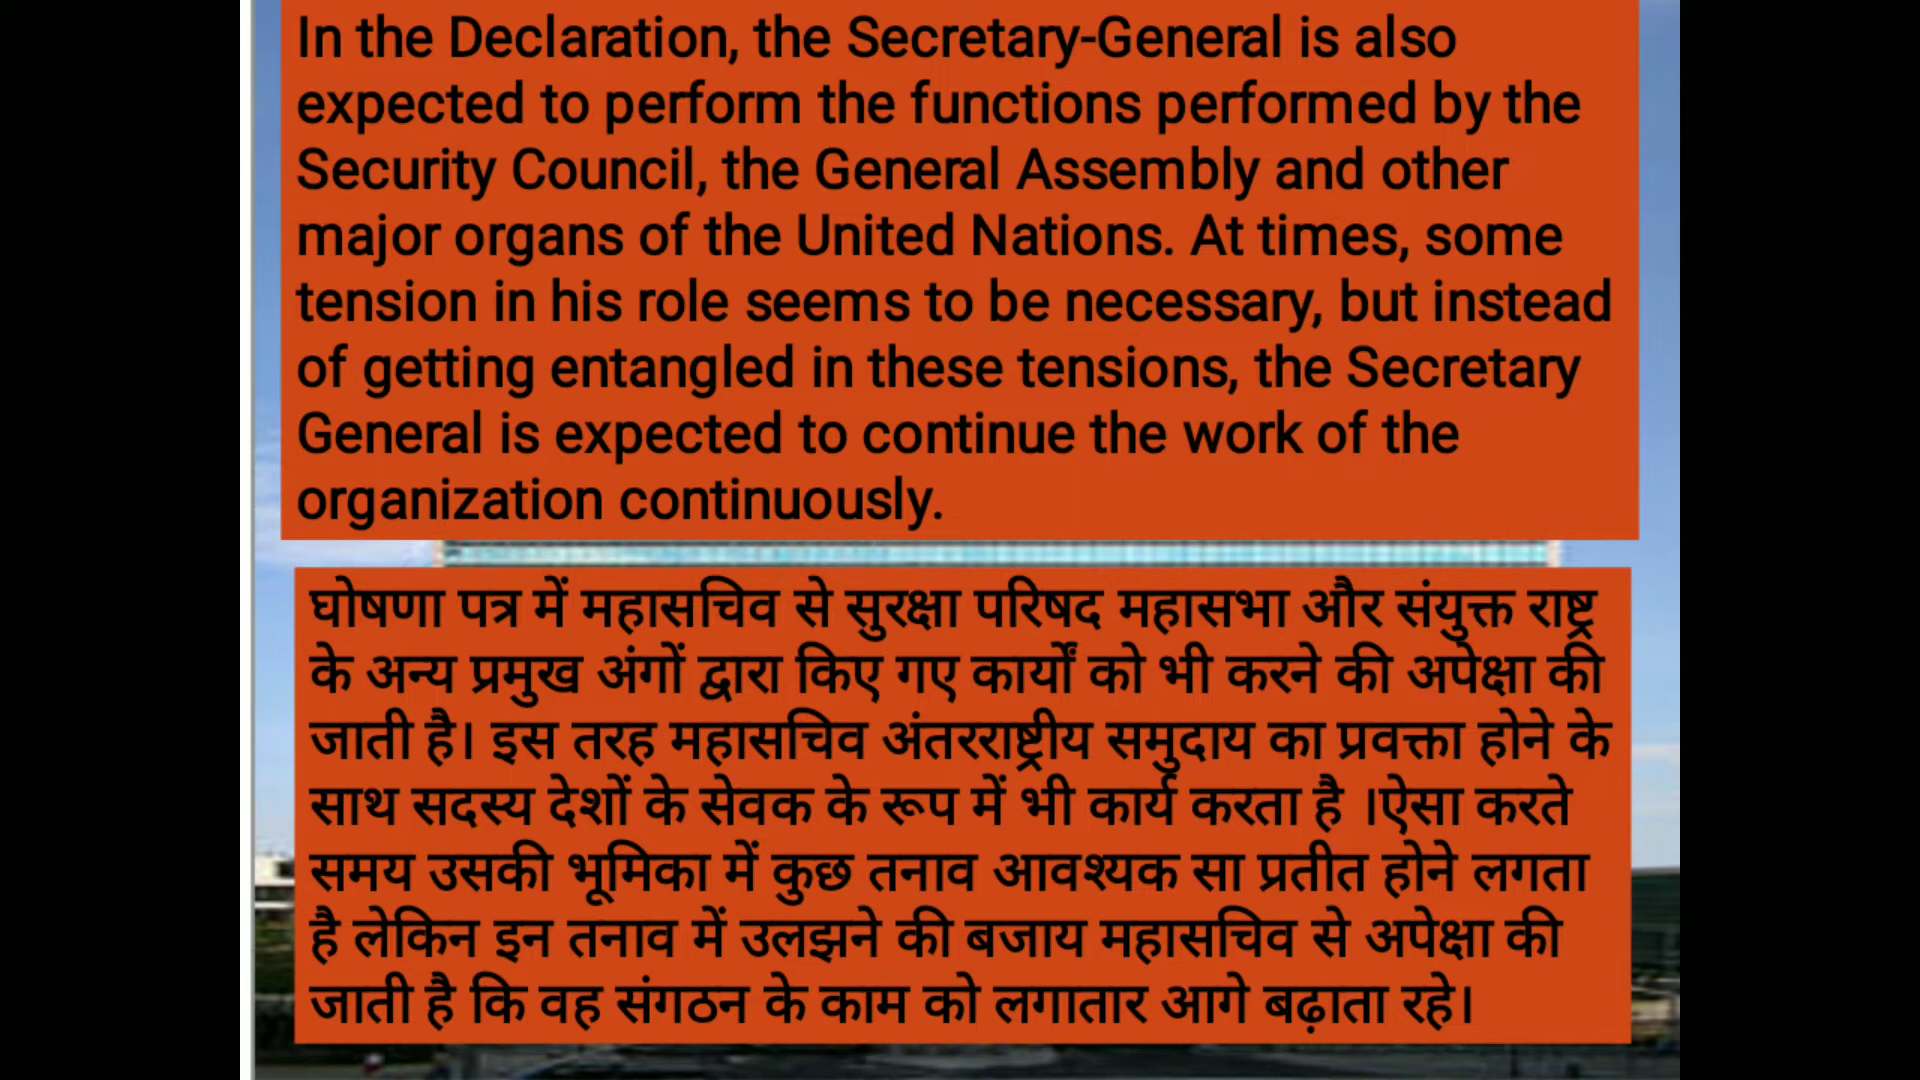 In the Declaration, the Secretary-General is also
expected to perform the functions performed by the
Security Council, the General Assembly and other
major organs of the United Nations. At times, some
tension in his role seems to be necessary, but instead
of getting entangled in these tensions, the Secretary
General is expected to continue the work of the
organization continuously.
घोषणा पत्र में महासचिव से सुरक्षा परिषद महासभा और संयुक्त राष्ट्र
के अन्य प्रमुख अंगों द्वारा किए गए कार्यों को भी करने की अपेक्षा की
जाती है। इस तरह महासचिव अंतरराष्ट्रीय समुदाय का प्रवक्ता होने के
साथ सदस्य देशों के सेवक के रूप में भी कार्य करता है ।ऐसा करते
समय उसकी भूमिका में कुछ तनाव आवश्यक सा प्रतीत होने लगता
है लेकिन इन तनाव में उलझने की बजाय महासचिव से अपेक्षा की
जाती है कि वह संगठन के काम को लगातार आगे बढ़ाता रहे।